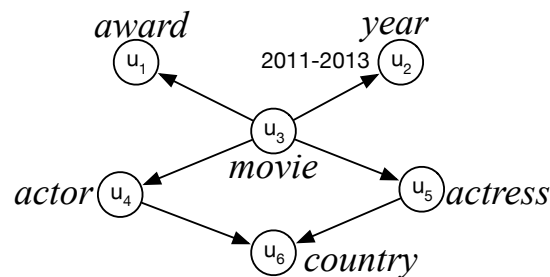 award
year
u1
2011-2013
u2
u3
movie
actor
u4
u5
actress
u6
country